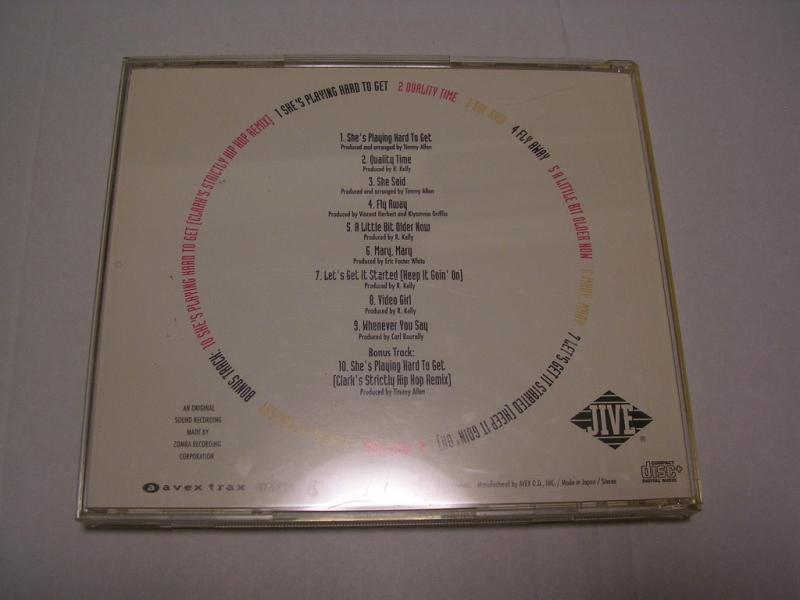 1 SHE'S PLAYING HARD TO GET 2 QUALITY TIME 3 SHE SAID 4 FLY AWAY 5 A LITTLE BIT OLDER NOW 6 MARY, MARY 7 LET'S GET IT STARTED [KEEP IT GOIN' ON]
BONUS TRACK: 10 SHE'S PLAYING HARD TO GET [CLARK'S STRICTLY HIP HOP REMIX]
1. She's Playing Hard To Get
Produced and arranged by Timmy Allen
2. Quality Time
Produced by R. Kelly
3. She Said
Produced and arranged by Timmy Allen
4. Fly Away
Produced by Vincent Herbert and Kiyamma Griffin
5. A Little Bit Older Now
Produced by R. Kelly
6. Mary, Mary
Produced by Eric Foster White
7. Let's Get It Started [Keep It Goin' On]
Produced by R. Kelly
8. Video Girl
Produced by R. Kelly
9. Whenever You Say
Produced by Carl Bourelly
Bonus Track:
10. She's Playing Hard To Get
[Clark's Strictly Hip Hop Remix]
Produced by Timmy Allen
AN ORIGINAL
SOUND RECORDING
MADE BY
ZOMBA RECORDING
CORPORATION
JIVE ®
a avex trax
Manufactured by AVEX D.D., INC. / Made in Japan / Stereo
COMPACT
disc
DIGITAL AUDIO